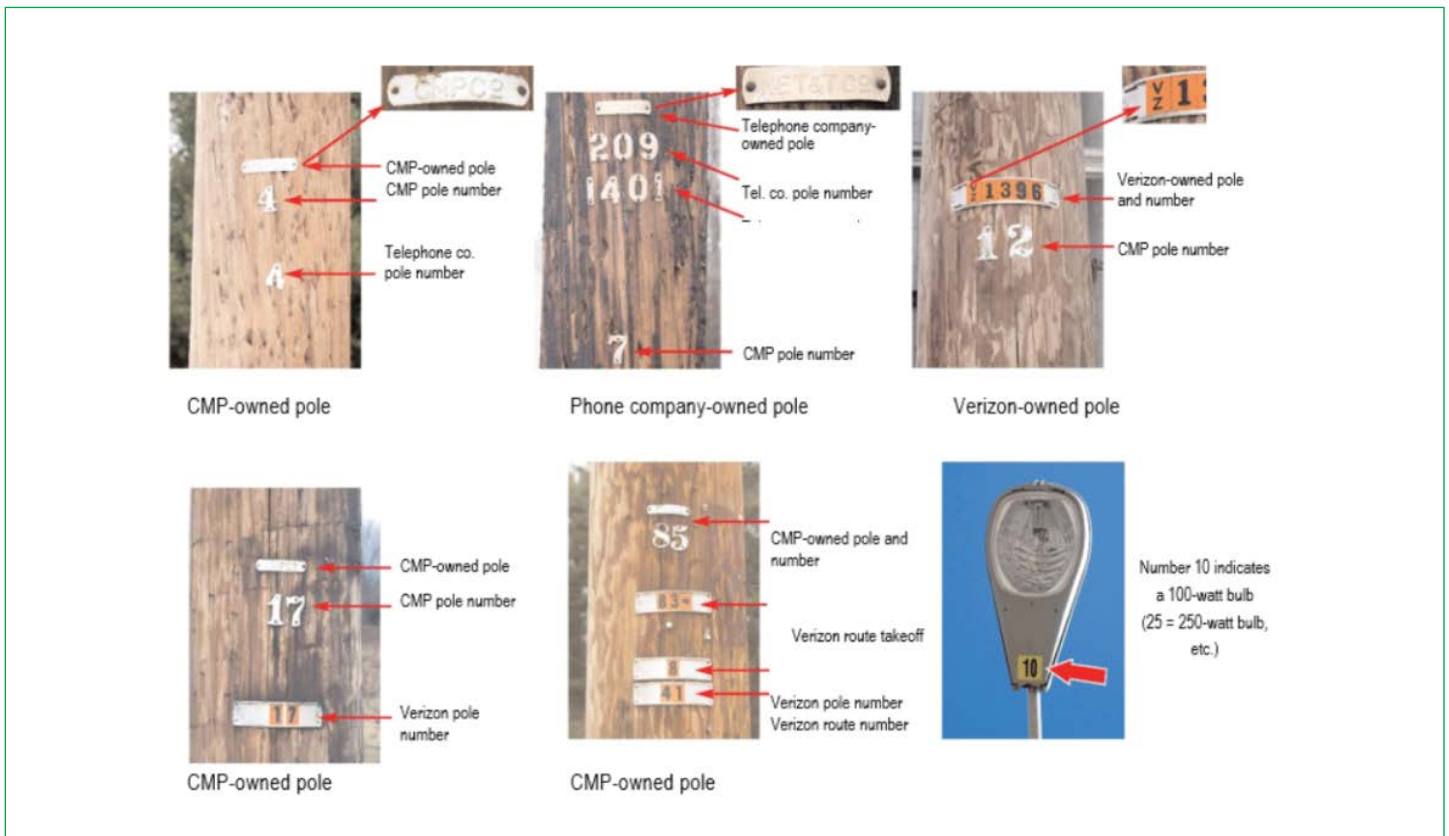 CMPCo
CMP-owned pole
CMP pole number
4
Telephone co.
pole number
4
CMP-owned pole
NET&TCo
Telephone company-
owned pole
209
Tel. co. pole number
140
7
CMP pole number
Phone company-owned pole
VZ 1
Verizon-owned pole
and number
VZ 1396
12
CMP pole number
Verizon-owned pole
CMP-owned pole
17
CMP pole number
17
Verizon pole
number
CMP-owned pole
85
CMP-owned pole and
number
83
Verizon route takeoff
8
41
Verizon pole number
Verizon route number
CMP-owned pole
10
Number 10 indicates
a 100-watt bulb
(25 = 250-watt bulb,
etc.)